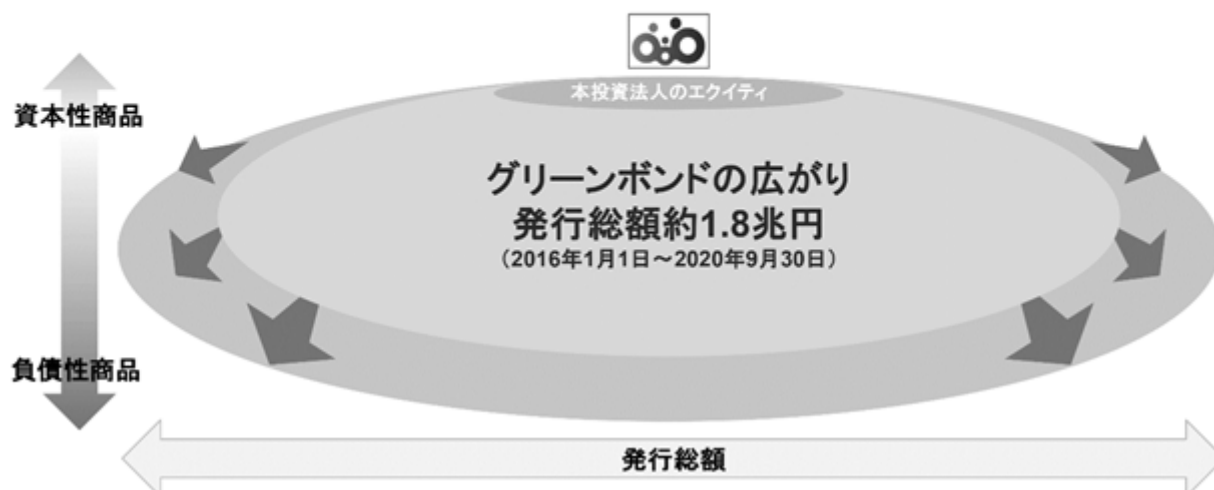 本投資法人のエクイティ
資本性商品
グリーンボンドの広がり
発行総額約1.8兆円
（2016年1月1日～2020年9月30日）
負債性商品
発行総額